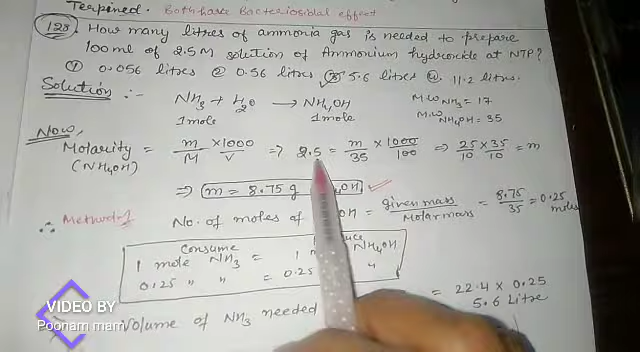 Terpineol. Both have Bacteriosibal effect
128. How many litres of ammonia gas is needed to prepare
100 ml of 2.5 M solution of Ammonium hydroxide at NTP?
① 0.056 litres ② 0.56 litres ③ 5.6 litres ④ 11.2 litres.
Solution :-
NH3 + H2O → NH4OH
1 mole 1 mole
M.W NH3 = 17
M.W NH4OH = 35
Now,
Molarity = m/M × 1000/V ⇒ 2.5 = m/35 × 1000/100 ⇒ 25/10 × 35/10 = m
(NH4OH)
⇒ m = 8.75 g OH
∴ Method-1 No. of moles of OH = given mass/Molar mass = 8.75/35 = 0.25 moles
Consume
1 mole NH3 = 1 NH4OH
0.25 " " = 0.25 "
Volume of NH3 needed = 22.4 × 0.25
5.6 Litre
VIDEO BY
Poonam mam